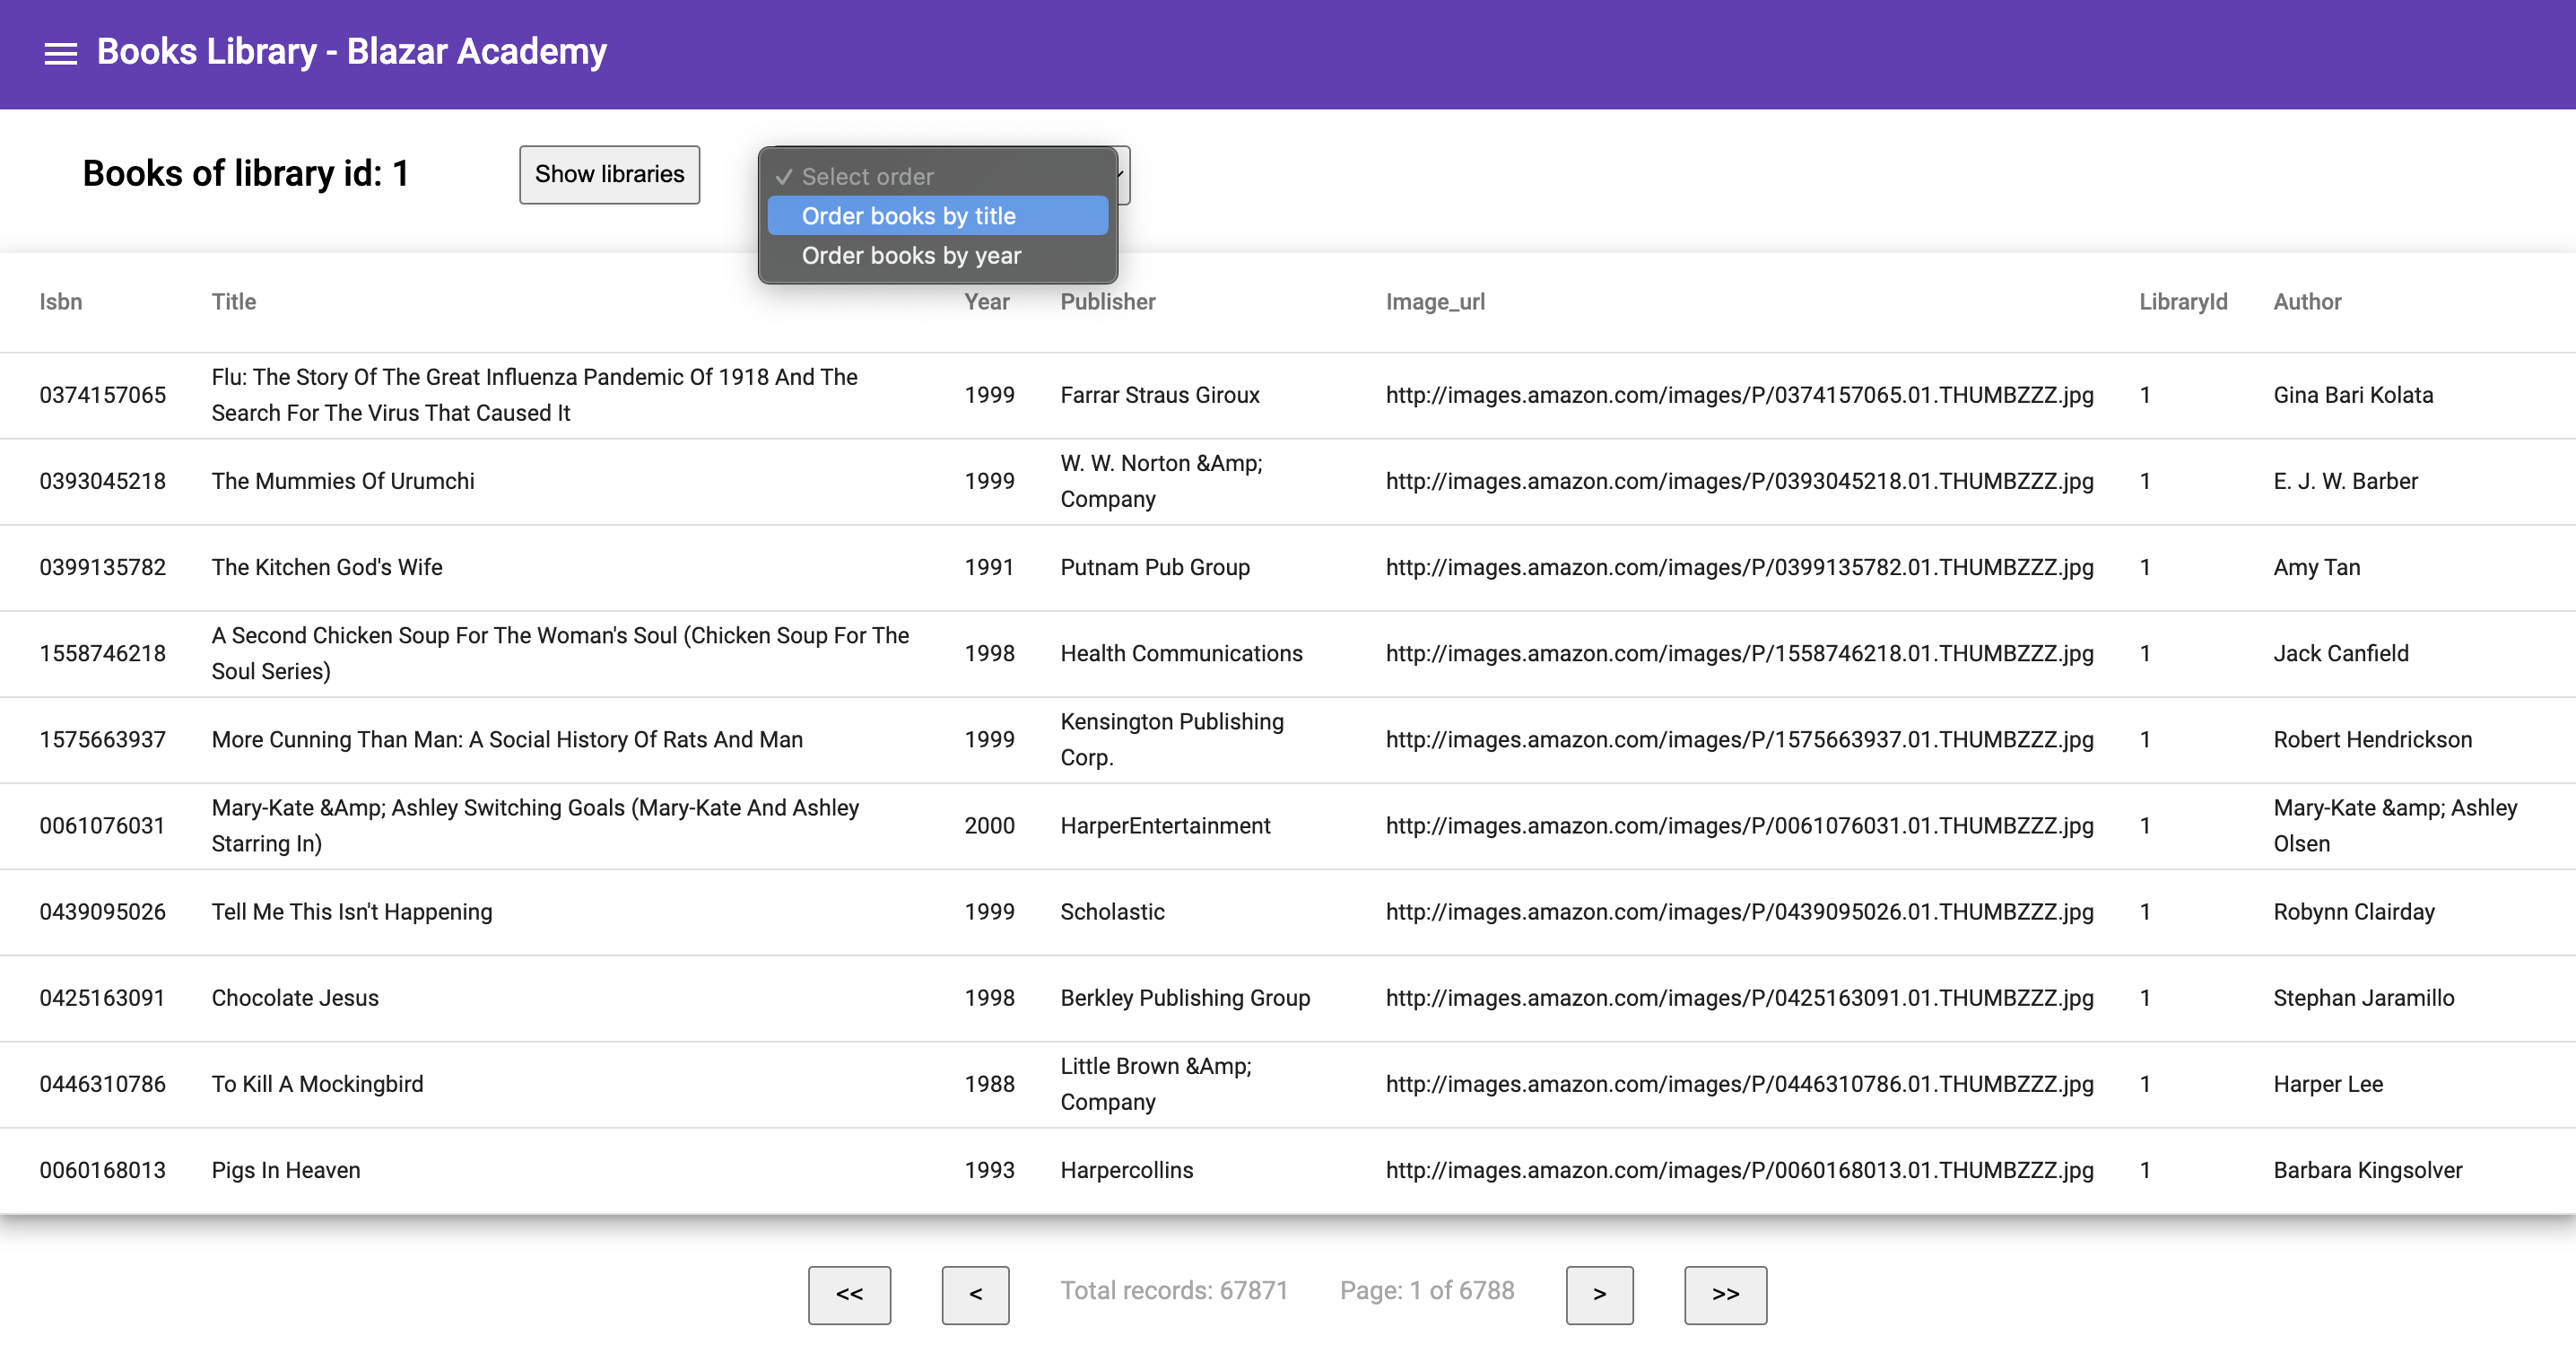 Books Library - Blazar Academy
Books of library id: 1
Show libraries
✓ Select order
Order books by title
Order books by year
Isbn Title Year Publisher Image_url LibraryId Author
0374157065 Flu: The Story Of The Great Influenza Pandemic Of 1918 And The
Search For The Virus That Caused It 1999 Farrar Straus Giroux http://images.amazon.com/images/P/0374157065.01.THUMBZZZ.jpg 1 Gina Bari Kolata
0393045218 The Mummies Of Urumchi 1999 W. W. Norton &Amp;
Company http://images.amazon.com/images/P/0393045218.01.THUMBZZZ.jpg 1 E. J. W. Barber
0399135782 The Kitchen God's Wife 1991 Putnam Pub Group http://images.amazon.com/images/P/0399135782.01.THUMBZZZ.jpg 1 Amy Tan
1558746218 A Second Chicken Soup For The Woman's Soul (Chicken Soup For The
Soul Series) 1998 Health Communications http://images.amazon.com/images/P/1558746218.01.THUMBZZZ.jpg 1 Jack Canfield
1575663937 More Cunning Than Man: A Social History Of Rats And Man 1999 Kensington Publishing
Corp. http://images.amazon.com/images/P/1575663937.01.THUMBZZZ.jpg 1 Robert Hendrickson
0061076031 Mary-Kate &Amp; Ashley Switching Goals (Mary-Kate And Ashley
Starring In) 2000 HarperEntertainment http://images.amazon.com/images/P/0061076031.01.THUMBZZZ.jpg 1 Mary-Kate &amp; Ashley
Olsen
0439095026 Tell Me This Isn't Happening 1999 Scholastic http://images.amazon.com/images/P/0439095026.01.THUMBZZZ.jpg 1 Robynn Clairday
0425163091 Chocolate Jesus 1998 Berkley Publishing Group http://images.amazon.com/images/P/0425163091.01.THUMBZZZ.jpg 1 Stephan Jaramillo
0446310786 To Kill A Mockingbird 1988 Little Brown &Amp;
Company http://images.amazon.com/images/P/0446310786.01.THUMBZZZ.jpg 1 Harper Lee
0060168013 Pigs In Heaven 1993 Harpercollins http://images.amazon.com/images/P/0060168013.01.THUMBZZZ.jpg 1 Barbara Kingsolver
<< < Total records: 67871 Page: 1 of 6788 > >>